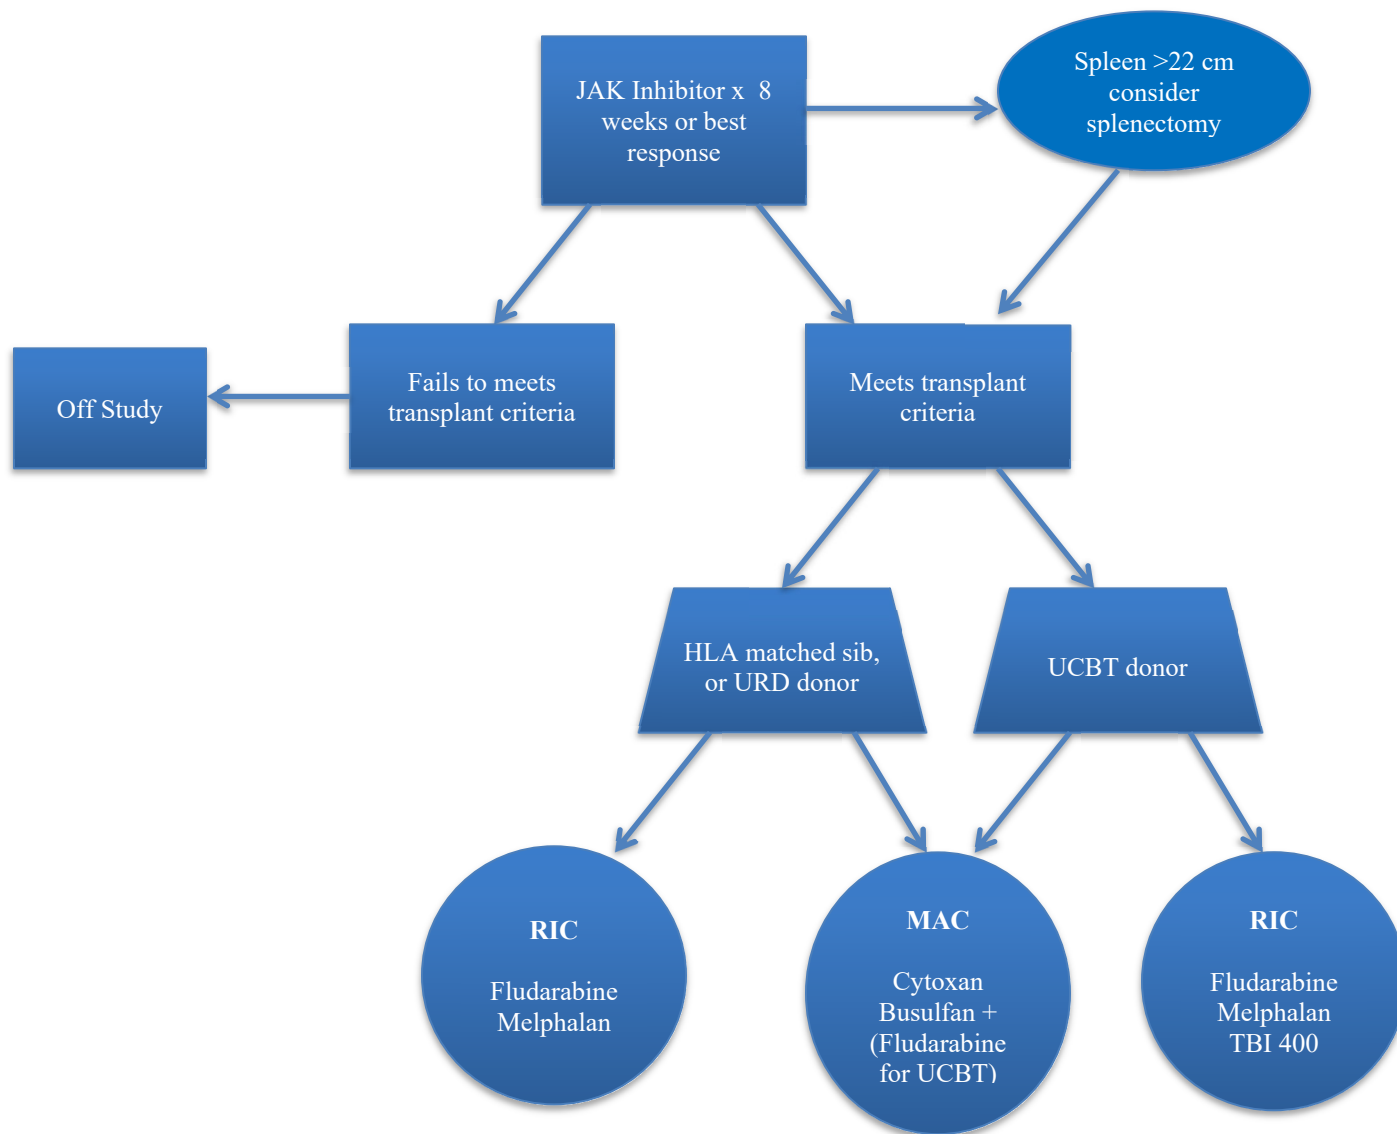 JAK Inhibitor x 8
weeks or best
response
Spleen >22 cm
consider
splenectomy
Off Study
Fails to meets
transplant criteria
Meets transplant
criteria
HLA matched sib,
or URD donor
UCBT donor
RIC
Fludarabine
Melphalan
MAC
Cytoxan
Busulfan +
(Fludarabine
for UCBT)
RIC
Fludarabine
Melphalan
TBI 400